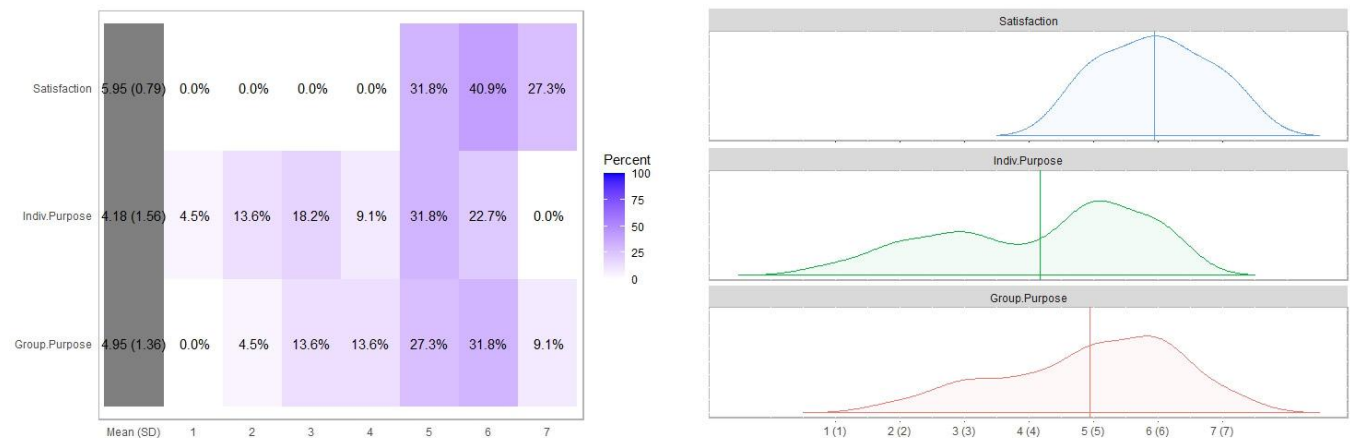 Satisfaction 5.95 (0.79) 0.0% 0.0% 0.0% 0.0% 31.8% 40.9% 27.3%
Indiv.Purpose 4.18 (1.56) 4.5% 13.6% 18.2% 9.1% 31.8% 22.7% 0.0%
Group.Purpose 4.95 (1.36) 0.0% 4.5% 13.6% 13.6% 27.3% 31.8% 9.1%
Mean (SD) 1 2 3 4 5 6 7
Percent
100
75
50
25
0
Satisfaction
Indiv.Purpose
Group.Purpose
1 (1) 2 (2) 3 (3) 4 (4) 5 (5) 6 (6) 7 (7)